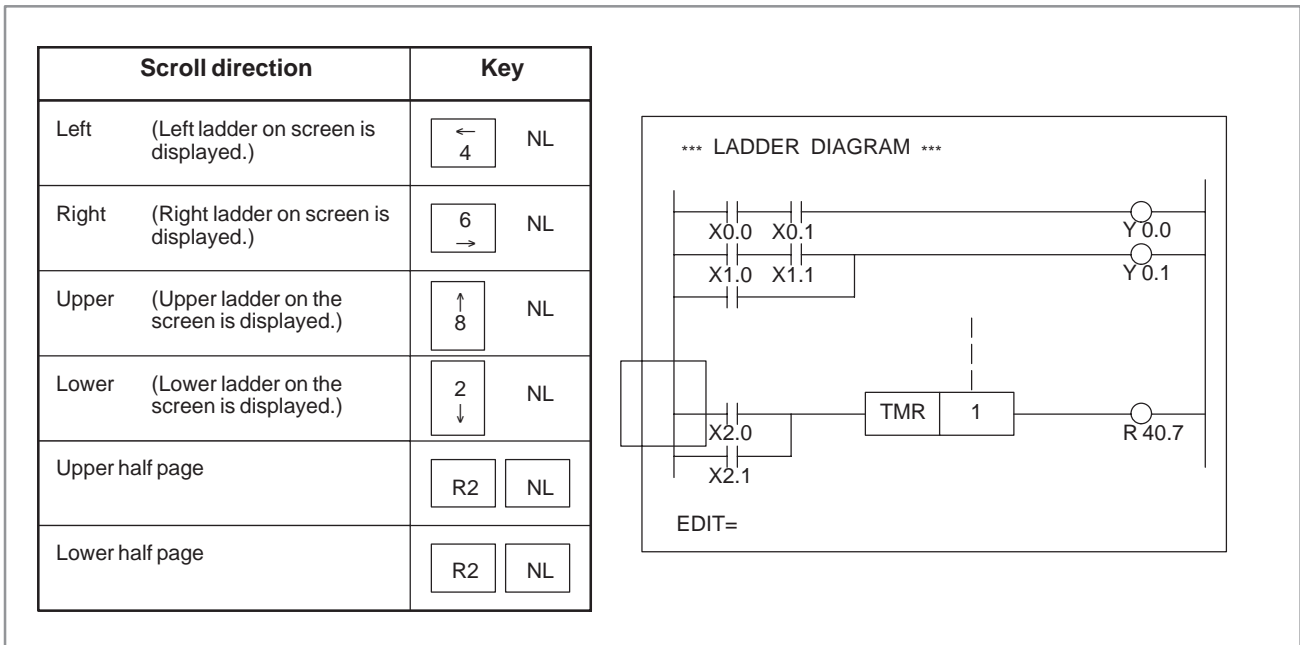 Scroll direction Key
Left (Left ladder on screen is
displayed.)
←
4 NL
Right (Right ladder on screen is
displayed.)
6
→ NL
Upper (Upper ladder on the
screen is displayed.)
↑
8 NL
Lower (Lower ladder on the
screen is displayed.)
2
↓ NL
Upper half page R2 NL
Lower half page R2 NL
*** LADDER DIAGRAM ***
X0.0 X0.1 Y 0.0
X1.0 X1.1 Y 0.1
TMR 1
X2.0 R 40.7
X2.1
EDIT=